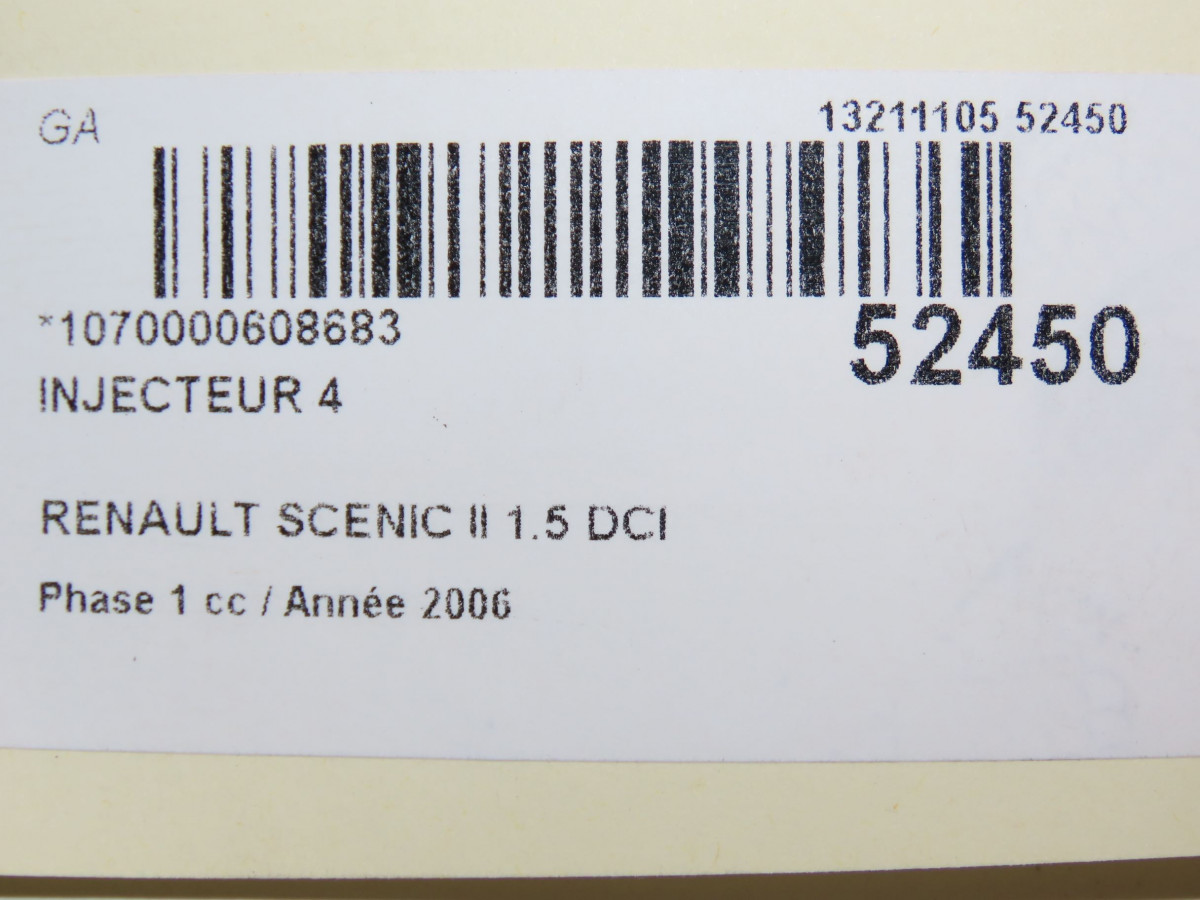 GA
13211105 52450
*1070000608683
52450
INJECTEUR 4
RENAULT SCENIC II 1.5 DCI
Phase 1 cc / Année 2006